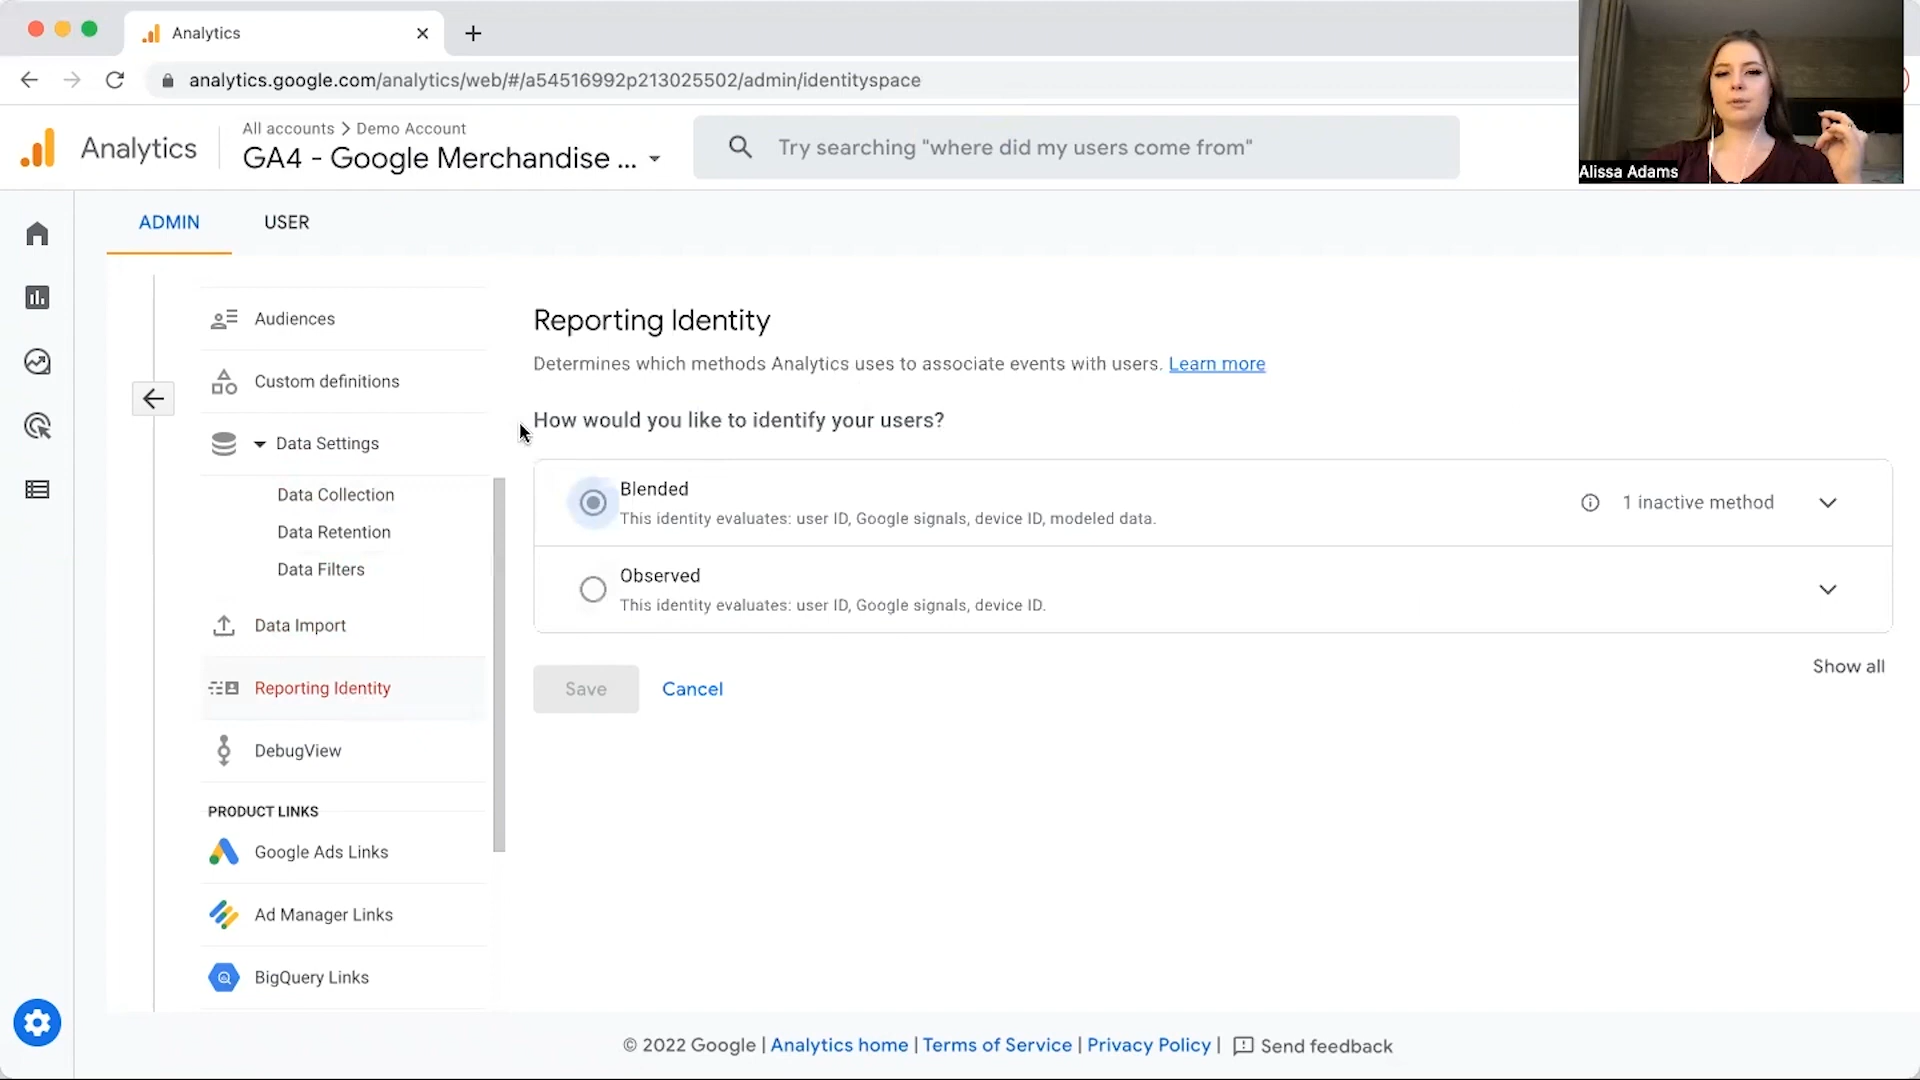 Analytics
analytics.google.com/analytics/web/#/a54516992p213025502/admin/identityspace
Alissa Adams
Analytics
All accounts > Demo Account
GA4 - Google Merchandise ...
Try searching "where did my users come from"
ADMIN
USER
Audiences
Custom definitions
Data Settings
Data Collection
Data Retention
Data Filters
Data Import
Reporting Identity
DebugView
PRODUCT LINKS
Google Ads Links
Ad Manager Links
BigQuery Links
Reporting Identity
Determines which methods Analytics uses to associate events with users. Learn more
How would you like to identify your users?
Blended
This identity evaluates: user ID, Google signals, device ID, modeled data.
1 inactive method
Observed
This identity evaluates: user ID, Google signals, device ID.
Save
Cancel
Show all
© 2022 Google | Analytics home | Terms of Service | Privacy Policy | Send feedback